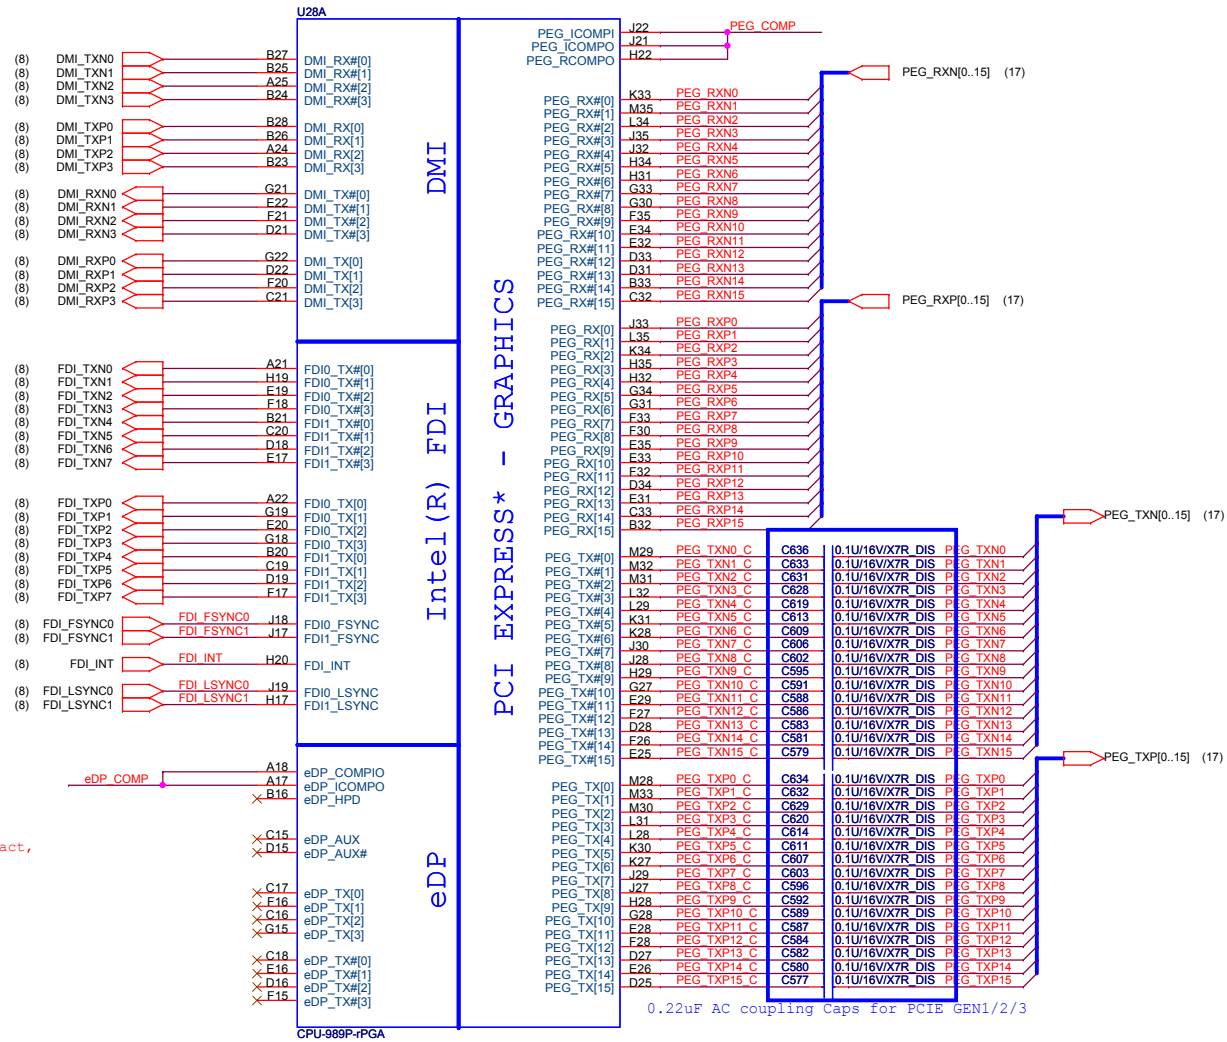 U28A
(8) DMI_TXN0 B27 DMI_RX#[0]
(8) DMI_TXN1 B25 DMI_RX#[1]
(8) DMI_TXN2 A25 DMI_RX#[2]
(8) DMI_TXN3 B24 DMI_RX#[3]
(8) DMI_TXP0 B28 DMI_RX[0]
(8) DMI_TXP1 B26 DMI_RX[1]
(8) DMI_TXP2 A24 DMI_RX[2]
(8) DMI_TXP3 B23 DMI_RX[3]
(8) DMI_RXN0 G21 DMI_TX#[0]
(8) DMI_RXN1 E22 DMI_TX#[1]
(8) DMI_RXN2 F21 DMI_TX#[2]
(8) DMI_RXN3 D21 DMI_TX#[3]
(8) DMI_RXP0 G22 DMI_TX[0]
(8) DMI_RXP1 D22 DMI_TX[1]
(8) DMI_RXP2 F20 DMI_TX[2]
(8) DMI_RXP3 C21 DMI_TX[3]
DMI
(8) FDI_TXN0 A21 FDI0_TX#[0]
(8) FDI_TXN1 H19 FDI0_TX#[1]
(8) FDI_TXN2 E19 FDI0_TX#[2]
(8) FDI_TXN3 F18 FDI0_TX#[3]
(8) FDI_TXN4 B21 FDI1_TX#[0]
(8) FDI_TXN5 C20 FDI1_TX#[1]
(8) FDI_TXN6 D18 FDI1_TX#[2]
(8) FDI_TXN7 E17 FDI1_TX#[3]
(8) FDI_TXP0 A22 FDI0_TX[0]
(8) FDI_TXP1 G19 FDI0_TX[1]
(8) FDI_TXP2 E20 FDI0_TX[2]
(8) FDI_TXP3 G18 FDI0_TX[3]
(8) FDI_TXP4 B20 FDI1_TX[0]
(8) FDI_TXP5 C19 FDI1_TX[1]
(8) FDI_TXP6 D19 FDI1_TX[2]
(8) FDI_TXP7 F17 FDI1_TX[3]
(8) FDI_FSYNC0 FDI_FSYNC0 J18 FDI0_FSYNC
(8) FDI_FSYNC1 FDI_FSYNC1 J17 FDI1_FSYNC
(8) FDI_INT FDI_INT H20 FDI_INT
(8) FDI_LSYNC0 FDI_LSYNC0 J19 FDI0_LSYNC
(8) FDI_LSYNC1 FDI_LSYNC1 H17 FDI1_LSYNC
Intel(R) FDI
eDP_COMP A18 eDP_COMPIO
A17 eDP_ICOMPO
B16 eDP_HPD
C15 eDP_AUX
D15 eDP_AUX#
act,
C17 eDP_TX[0]
F16 eDP_TX[1]
C16 eDP_TX[2]
G15 eDP_TX[3]
C18 eDP_TX#[0]
E16 eDP_TX#[1]
D16 eDP_TX#[2]
F15 eDP_TX#[3]
eDP
CPU-989P-rPGA
PCI EXPRESS* - GRAPHICS
PEG_ICOMPI J22 PEG_COMP
PEG_ICOMPO J21
PEG_RCOMPO H22
PEG_RXN[0..15] (17)
PEG_RX#[0] K33 PEG_RXN0
PEG_RX#[1] M35 PEG_RXN1
PEG_RX#[2] L34 PEG_RXN2
PEG_RX#[3] J35 PEG_RXN3
PEG_RX#[4] J32 PEG_RXN4
PEG_RX#[5] H34 PEG_RXN5
PEG_RX#[6] H31 PEG_RXN6
PEG_RX#[7] G33 PEG_RXN7
PEG_RX#[8] G30 PEG_RXN8
PEG_RX#[9] F35 PEG_RXN9
PEG_RX#[10] E34 PEG_RXN10
PEG_RX#[11] E32 PEG_RXN11
PEG_RX#[12] D33 PEG_RXN12
PEG_RX#[13] D31 PEG_RXN13
PEG_RX#[14] B33 PEG_RXN14
PEG_RX#[15] C32 PEG_RXN15
PEG_RXP[0..15] (17)
PEG_RX[0] J33 PEG_RXP0
PEG_RX[1] L35 PEG_RXP1
PEG_RX[2] K34 PEG_RXP2
PEG_RX[3] H35 PEG_RXP3
PEG_RX[4] H32 PEG_RXP4
PEG_RX[5] G34 PEG_RXP5
PEG_RX[6] G31 PEG_RXP6
PEG_RX[7] F33 PEG_RXP7
PEG_RX[8] F30 PEG_RXP8
PEG_RX[9] E35 PEG_RXP9
PEG_RX[10] E33 PEG_RXP10
PEG_RX[11] F32 PEG_RXP11
PEG_RX[12] D34 PEG_RXP12
PEG_RX[13] E31 PEG_RXP13
PEG_RX[14] C33 PEG_RXP14
PEG_RX[15] B32 PEG_RXP15
PEG_TXN[0..15] (17)
PEG_TX#[0] M29 PEG_TXN0_C C636 0.1U/16V/X7R_DIS PEG_TXN0
PEG_TX#[1] M32 PEG_TXN1_C C633 0.1U/16V/X7R_DIS PEG_TXN1
PEG_TX#[2] M31 PEG_TXN2_C C631 0.1U/16V/X7R_DIS PEG_TXN2
PEG_TX#[3] L32 PEG_TXN3_C C628 0.1U/16V/X7R_DIS PEG_TXN3
PEG_TX#[4] L29 PEG_TXN4_C C619 0.1U/16V/X7R_DIS PEG_TXN4
PEG_TX#[5] K31 PEG_TXN5_C C613 0.1U/16V/X7R_DIS PEG_TXN5
PEG_TX#[6] K28 PEG_TXN6_C C609 0.1U/16V/X7R_DIS PEG_TXN6
PEG_TX#[7] J30 PEG_TXN7_C C606 0.1U/16V/X7R_DIS PEG_TXN7
PEG_TX#[8] J28 PEG_TXN8_C C602 0.1U/16V/X7R_DIS PEG_TXN8
PEG_TX#[9] H29 PEG_TXN9_C C595 0.1U/16V/X7R_DIS PEG_TXN9
PEG_TX#[10] G27 PEG_TXN10_C C591 0.1U/16V/X7R_DIS PEG_TXN10
PEG_TX#[11] E29 PEG_TXN11_C C588 0.1U/16V/X7R_DIS PEG_TXN11
PEG_TX#[12] F27 PEG_TXN12_C C586 0.1U/16V/X7R_DIS PEG_TXN12
PEG_TX#[13] D28 PEG_TXN13_C C583 0.1U/16V/X7R_DIS PEG_TXN13
PEG_TX#[14] F26 PEG_TXN14_C C581 0.1U/16V/X7R_DIS PEG_TXN14
PEG_TX#[15] E25 PEG_TXN15_C C579 0.1U/16V/X7R_DIS PEG_TXN15
PEG_TXP[0..15] (17)
PEG_TX[0] M28 PEG_TXP0_C C634 0.1U/16V/X7R_DIS PEG_TXP0
PEG_TX[1] M33 PEG_TXP1_C C632 0.1U/16V/X7R_DIS PEG_TXP1
PEG_TX[2] M30 PEG_TXP2_C C629 0.1U/16V/X7R_DIS PEG_TXP2
PEG_TX[3] L31 PEG_TXP3_C C620 0.1U/16V/X7R_DIS PEG_TXP3
PEG_TX[4] L28 PEG_TXP4_C C614 0.1U/16V/X7R_DIS PEG_TXP4
PEG_TX[5] K30 PEG_TXP5_C C611 0.1U/16V/X7R_DIS PEG_TXP5
PEG_TX[6] K27 PEG_TXP6_C C607 0.1U/16V/X7R_DIS PEG_TXP6
PEG_TX[7] J29 PEG_TXP7_C C603 0.1U/16V/X7R_DIS PEG_TXP7
PEG_TX[8] J27 PEG_TXP8_C C596 0.1U/16V/X7R_DIS PEG_TXP8
PEG_TX[9] H28 PEG_TXP9_C C592 0.1U/16V/X7R_DIS PEG_TXP9
PEG_TX[10] G28 PEG_TXP10_C C589 0.1U/16V/X7R_DIS PEG_TXP10
PEG_TX[11] E28 PEG_TXP11_C C587 0.1U/16V/X7R_DIS PEG_TXP11
PEG_TX[12] F28 PEG_TXP12_C C584 0.1U/16V/X7R_DIS PEG_TXP12
PEG_TX[13] D27 PEG_TXP13_C C582 0.1U/16V/X7R_DIS PEG_TXP13
PEG_TX[14] E26 PEG_TXP14_C C580 0.1U/16V/X7R_DIS PEG_TXP14
PEG_TX[15] D25 PEG_TXP15_C C577 0.1U/16V/X7R_DIS PEG_TXP15
0.22uF AC coupling Caps for PCIE GEN1/2/3